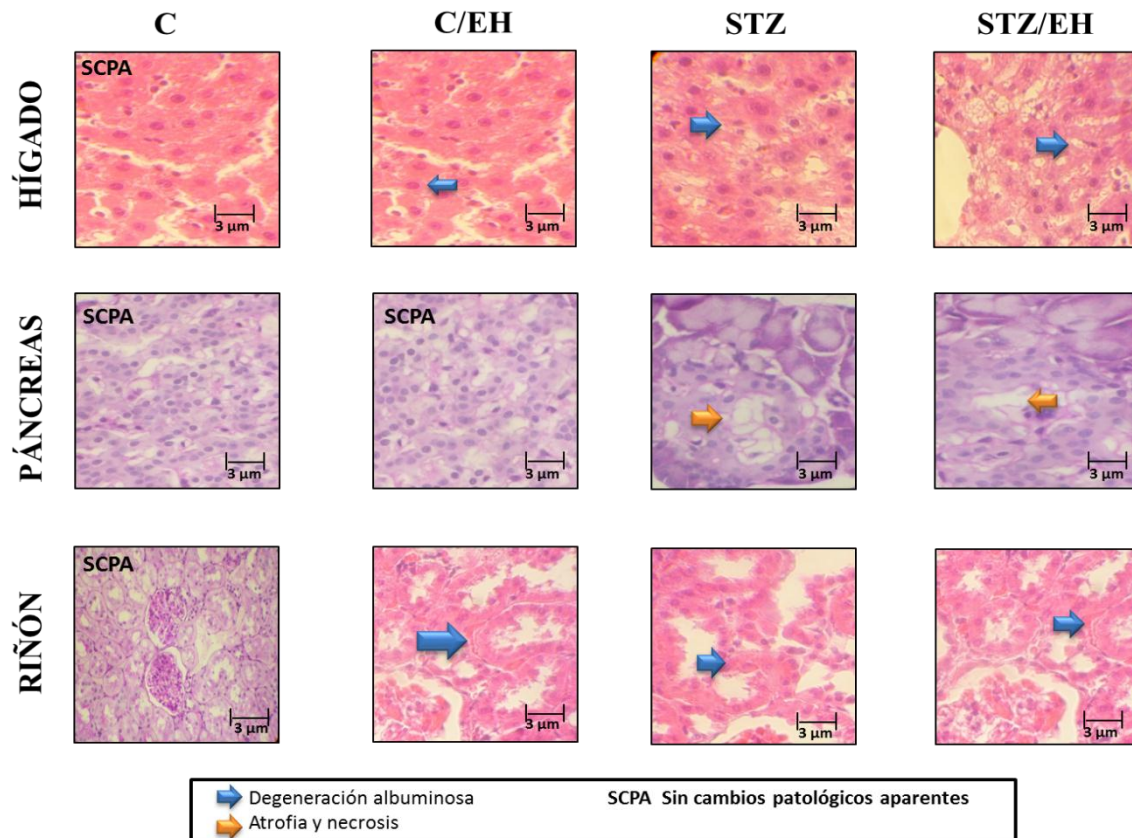 C C/EH STZ STZ/EH
HÍGADO
SCPA
3 µm 3 µm 3 µm 3 µm
PÁNCREAS
SCPA SCPA
3 µm 3 µm 3 µm 3 µm
RIÑÓN
SCPA
3 µm 3 µm 3 µm 3 µm
Degeneración albuminosa SCPA Sin cambios patológicos aparentes
Atrofia y necrosis